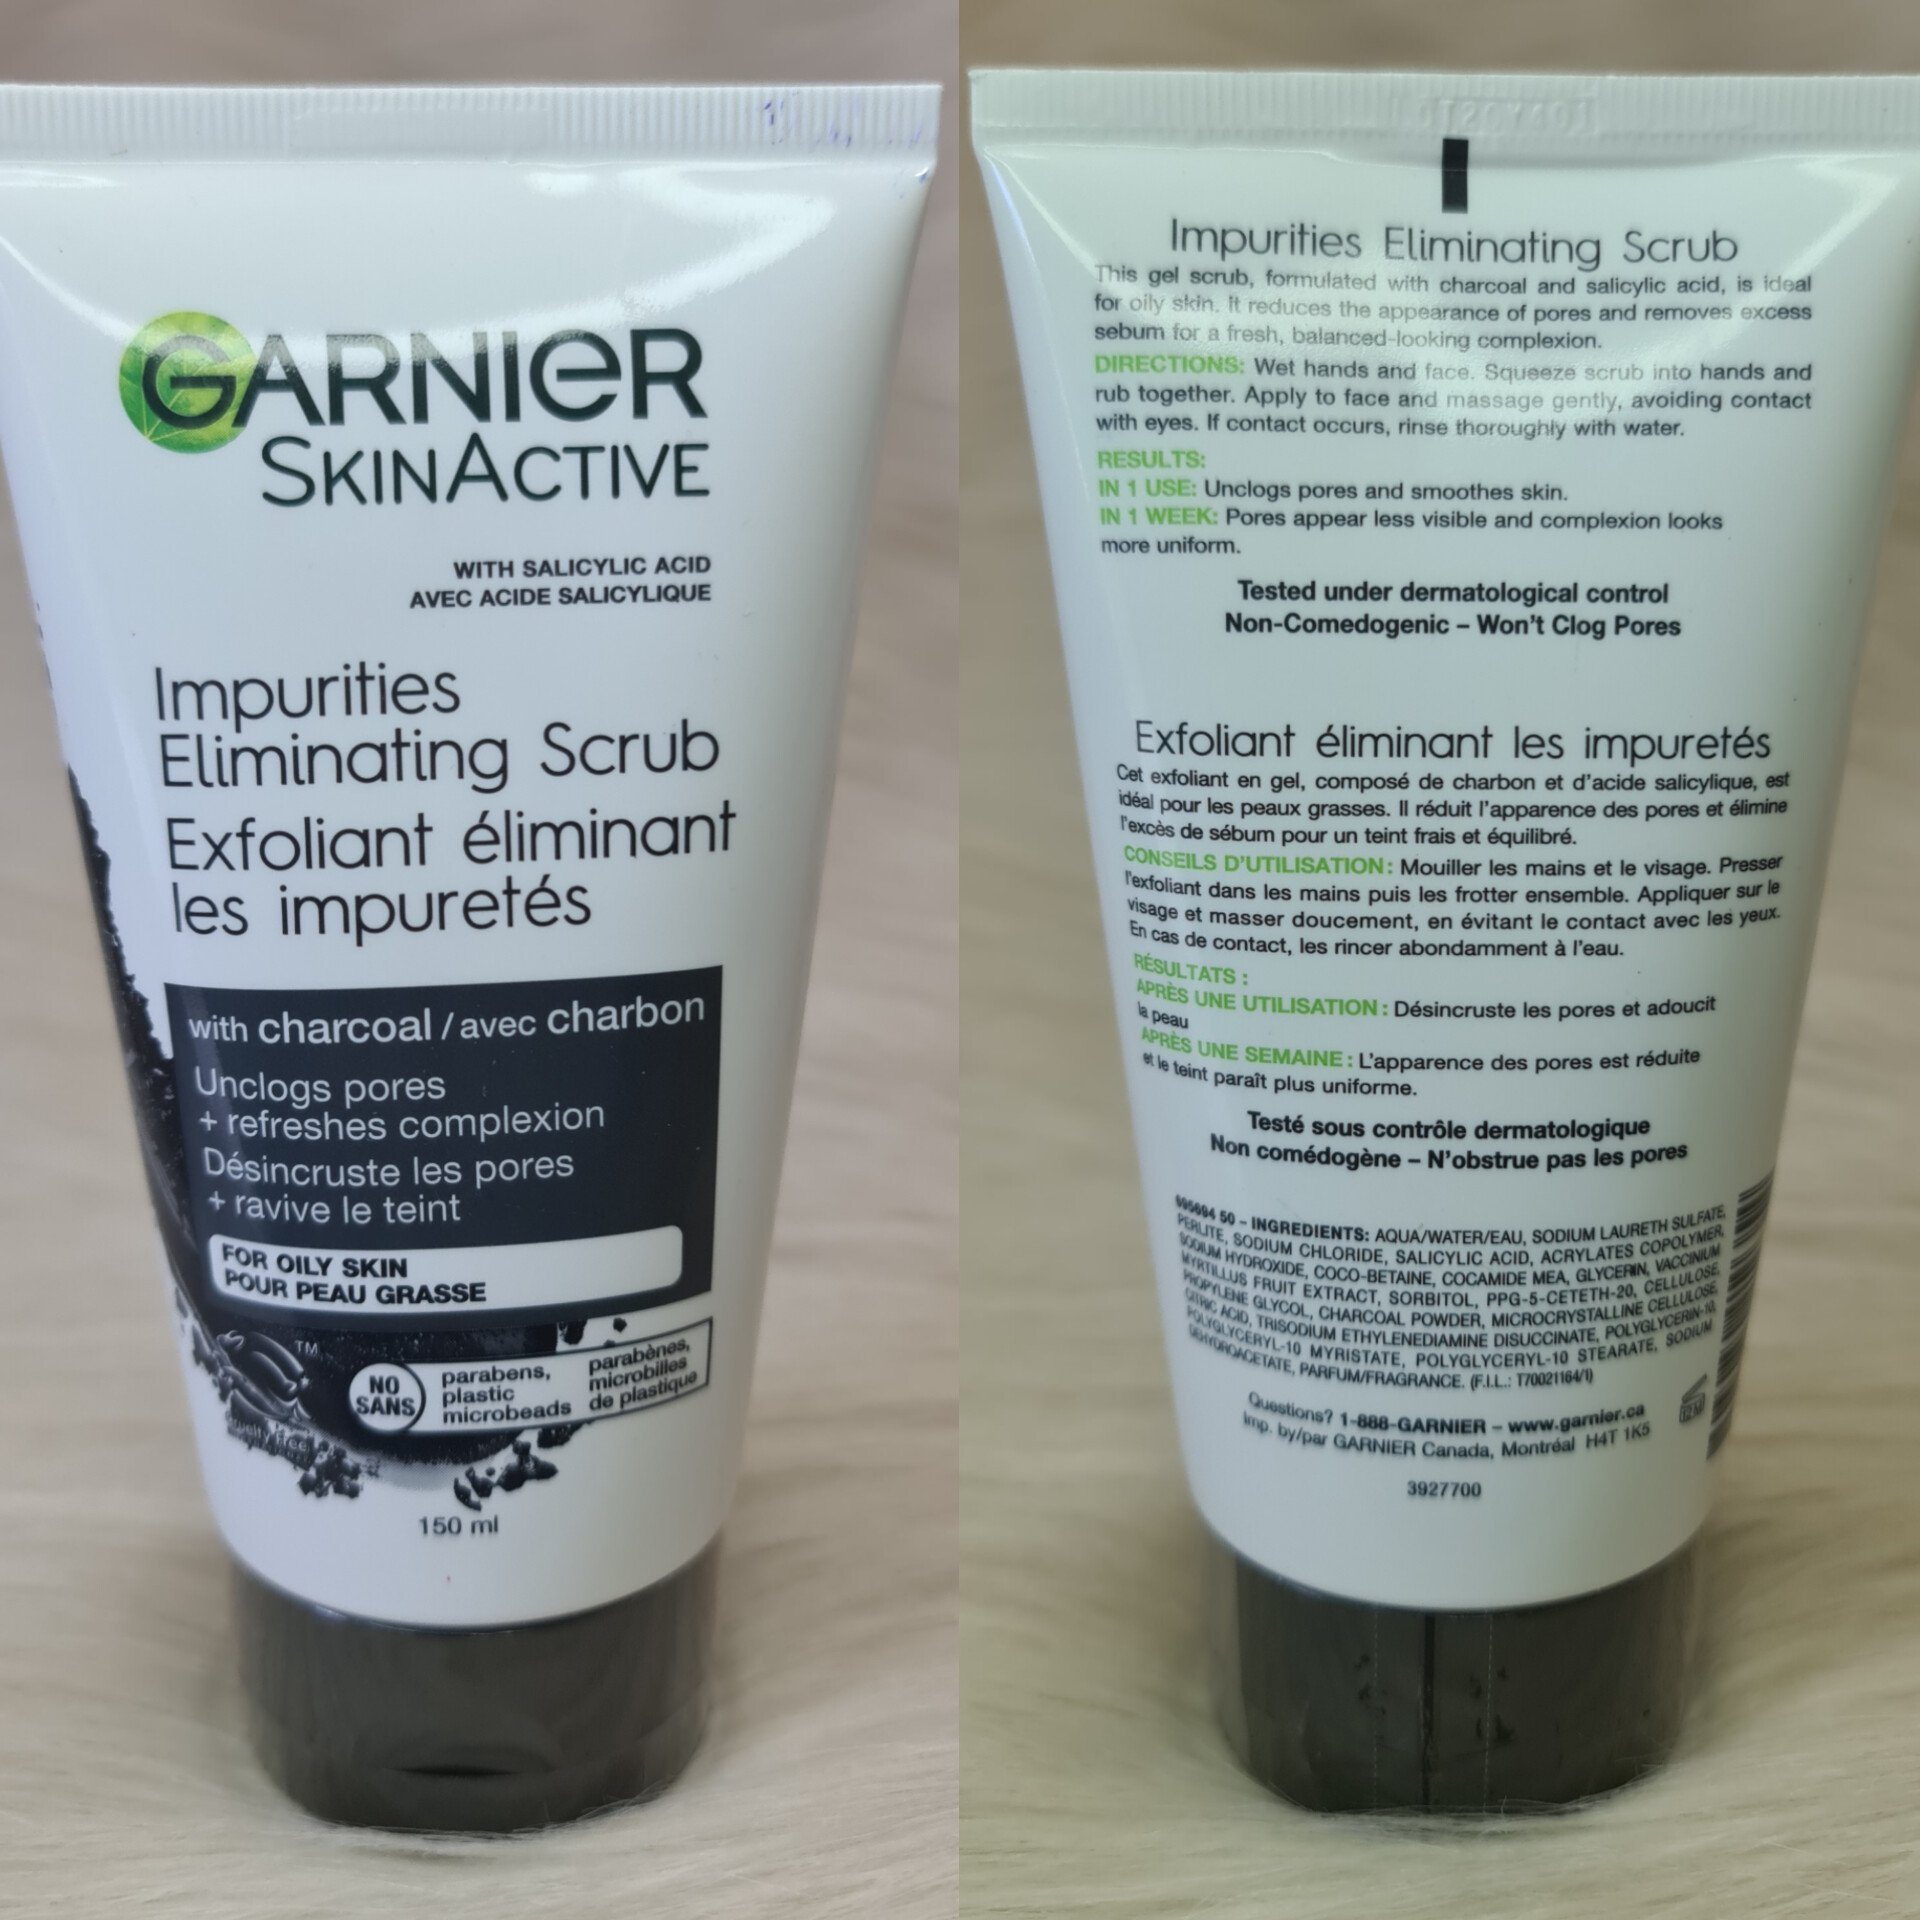 GARNIER
SKINACTIVE
WITH SALICYLIC ACID
AVEC ACIDE SALICYLIQUE
Impurities
Eliminating Scrub
Exfoliant éliminant
les impuretés
with charcoal / avec charbon
Unclogs pores
+ refreshes complexion
Désincruste les pores
+ ravive le teint
FOR OILY SKIN
POUR PEAU GRASSE
TM
NO
SANS
parabens,
plastic
microbeads
parabènes,
microbilles
de plastique
150 ml
Impurities Eliminating Scrub
This gel scrub, formulated with charcoal and salicylic acid, is ideal
for oily skin. It reduces the appearance of pores and removes excess
sebum for a fresh, balanced-looking complexion.
DIRECTIONS: Wet hands and face. Squeeze scrub into hands and
rub together. Apply to face and massage gently, avoiding contact
with eyes. If contact occurs, rinse thoroughly with water.
RESULTS:
IN 1 USE: Unclogs pores and smoothes skin.
IN 1 WEEK: Pores appear less visible and complexion looks
more uniform.
Tested under dermatological control
Non-Comedogenic – Won't Clog Pores
Exfoliant éliminant les impuretés
Cet exfoliant en gel, composé de charbon et d'acide salicylique, est
idéal pour les peaux grasses. Il réduit l'apparence des pores et élimine
l'excès de sébum pour un teint frais et équilibré.
CONSEILS D'UTILISATION : Mouiller les mains et le visage. Presser
l'exfoliant dans les mains puis les frotter ensemble. Appliquer sur le
visage et masser doucement, en évitant le contact avec les yeux.
En cas de contact, les rincer abondamment à l'eau.
RÉSULTATS :
APRÈS UNE UTILISATION : Désincruste les pores et adoucit
la peau
APRÈS UNE SEMAINE : L'apparence des pores est réduite
et le teint paraît plus uniforme.
Testé sous contrôle dermatologique
Non comédogène – N'obstrue pas les pores
50 – INGREDIENTS: AQUA/WATER/EAU, SODIUM LAURETH SULFATE,
PERLITE, SODIUM CHLORIDE, SALICYLIC ACID, ACRYLATES COPOLYMER,
SODIUM HYDROXIDE, COCO-BETAINE, COCAMIDE MEA, GLYCERIN, VACCINIUM
MYRTILLUS FRUIT EXTRACT, SORBITOL, PPG-5-CETETH-20, CELLULOSE,
PROPYLENE GLYCOL, CHARCOAL POWDER, MICROCRYSTALLINE CELLULOSE,
CITRIC ACID, TRISODIUM ETHYLENEDIAMINE DISUCCINATE, POLYGLYCERIN-10,
POLYGLYCERYL-10 MYRISTATE, POLYGLYCERYL-10 STEARATE, SODIUM
DEHYDROACETATE, PARFUM/FRAGRANCE. (F.I.L.: T70021164/1)
12 M
Questions? 1-888-GARNIER – www.garnier.ca
Imp. by/par GARNIER Canada, Montréal H4T 1K5
3927700